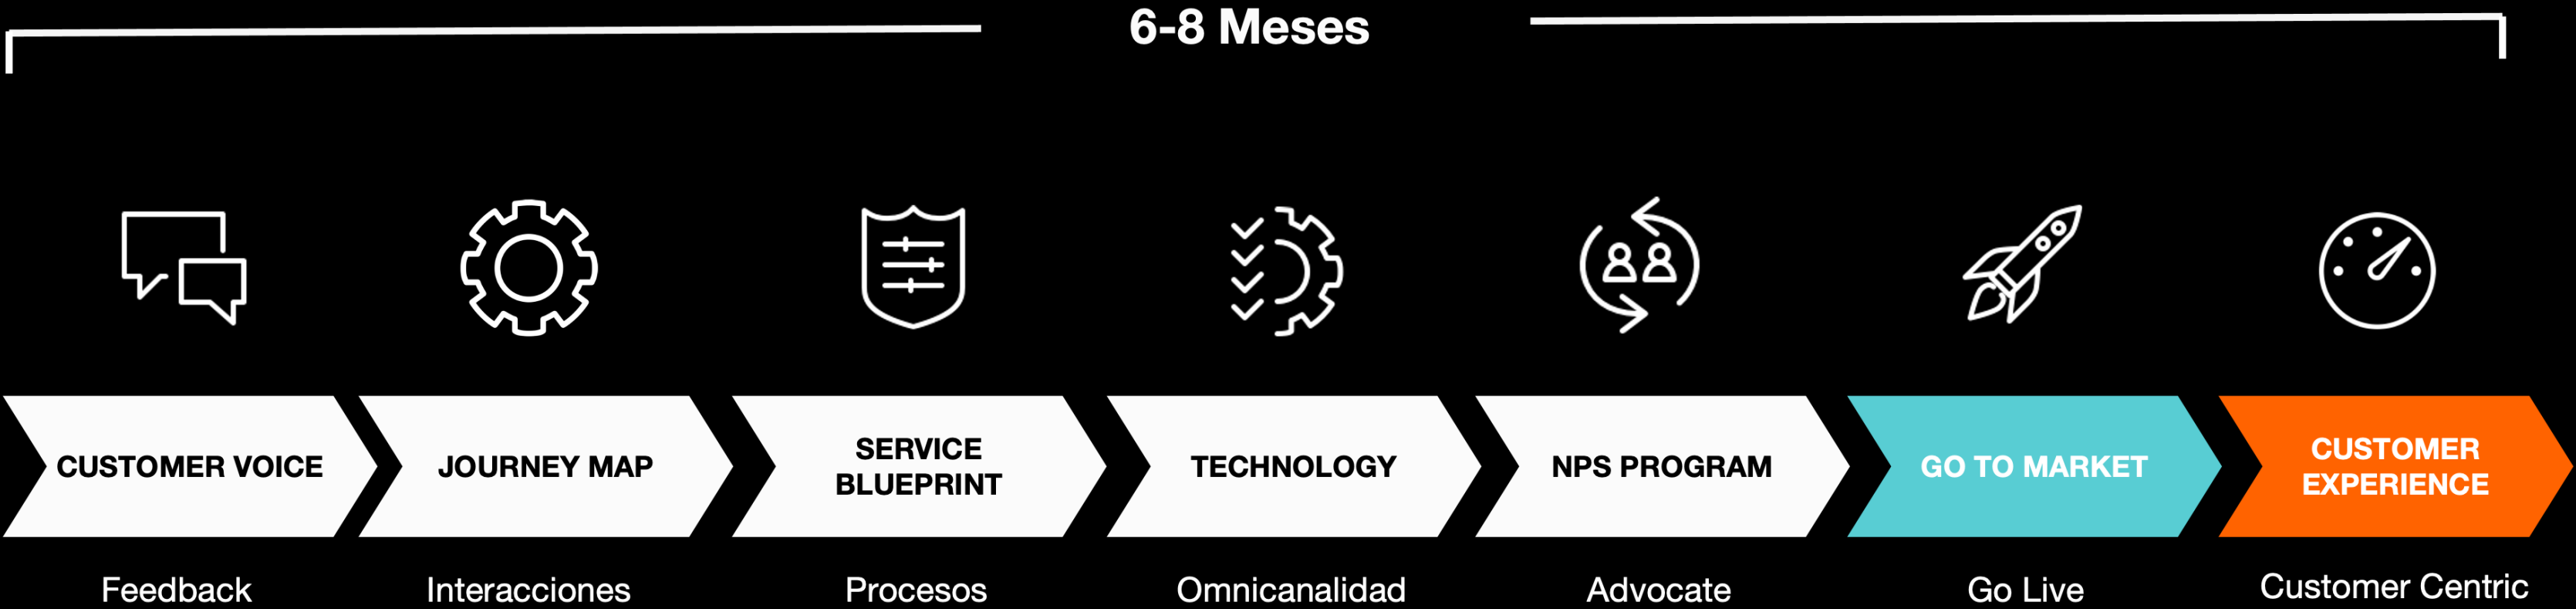 6-8 Meses
CUSTOMER VOICE
JOURNEY MAP
SERVICE
BLUEPRINT
TECHNOLOGY
NPS PROGRAM
GO TO MARKET
CUSTOMER
EXPERIENCE
Feedback
Interacciones
Procesos
Omnicanalidad
Advocate
Go Live
Customer Centric